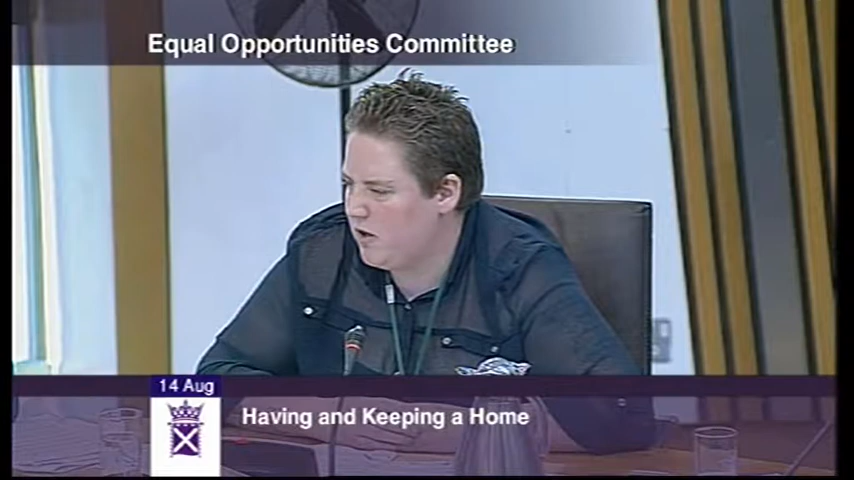 Equal Opportunities Committee
14 Aug
Having and Keeping a Home